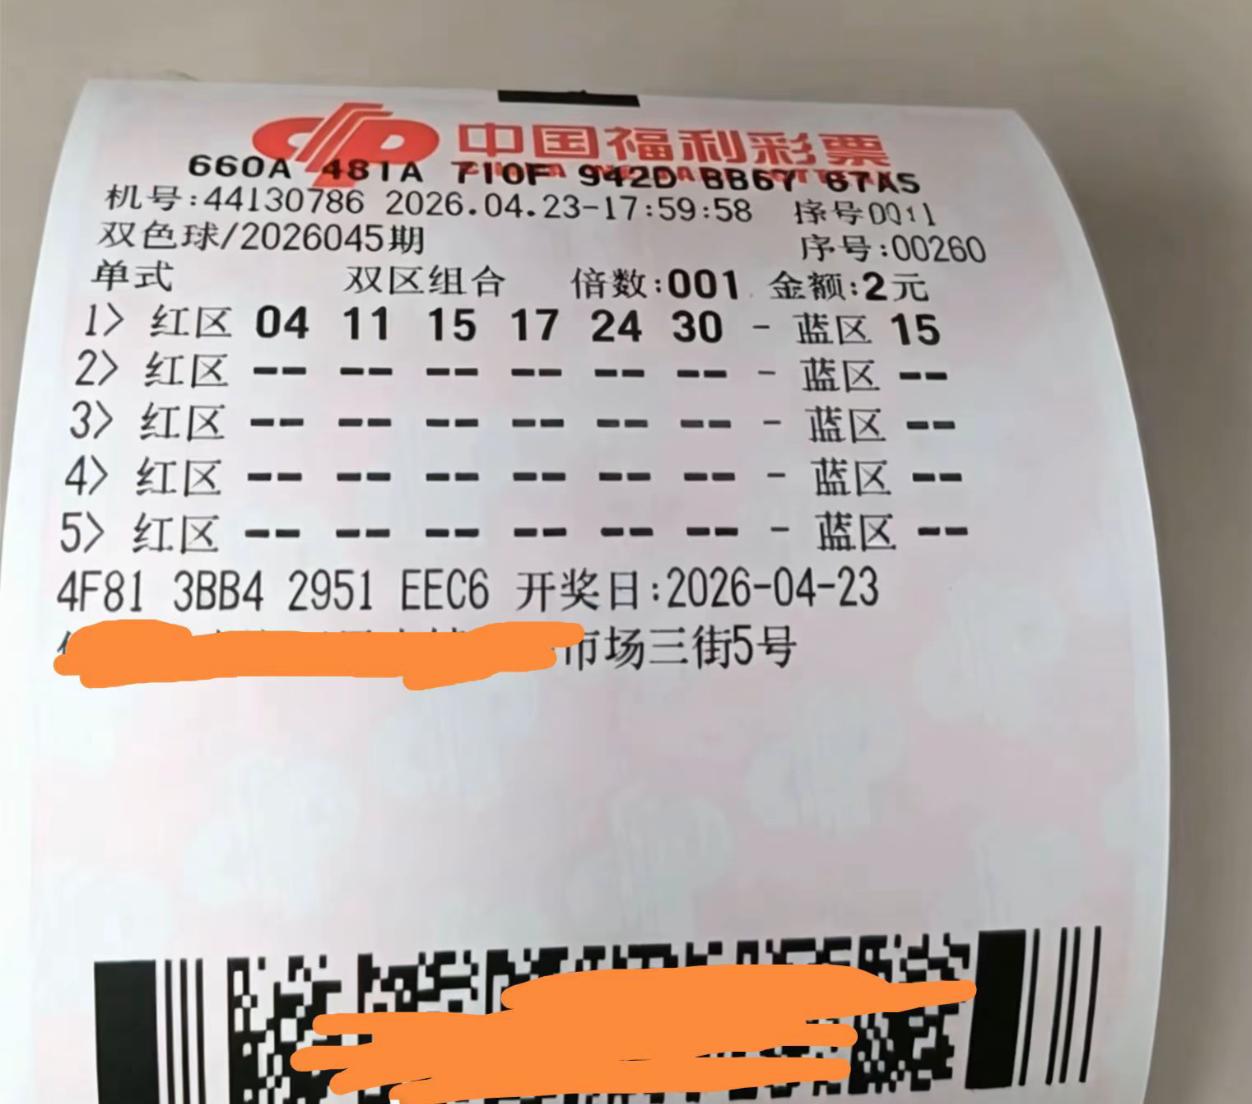 中国福利彩票
660A 481A 710F 942D BB67 67A5
机号:44130786 2026.04.23-17:59:58 序号0011
双色球/2026045期 序号:00260
单式 双区组合 倍数:001 金额:2元
1> 红区 04 11 15 17 24 30 - 蓝区 15
2> 红区 -- -- -- -- -- -- - 蓝区 --
3> 红区 -- -- -- -- -- -- - 蓝区 --
4> 红区 -- -- -- -- -- -- - 蓝区 --
5> 红区 -- -- -- -- -- -- - 蓝区 --
4F81 3BB4 2951 EEC6 开奖日:2026-04-23
市场三街5号